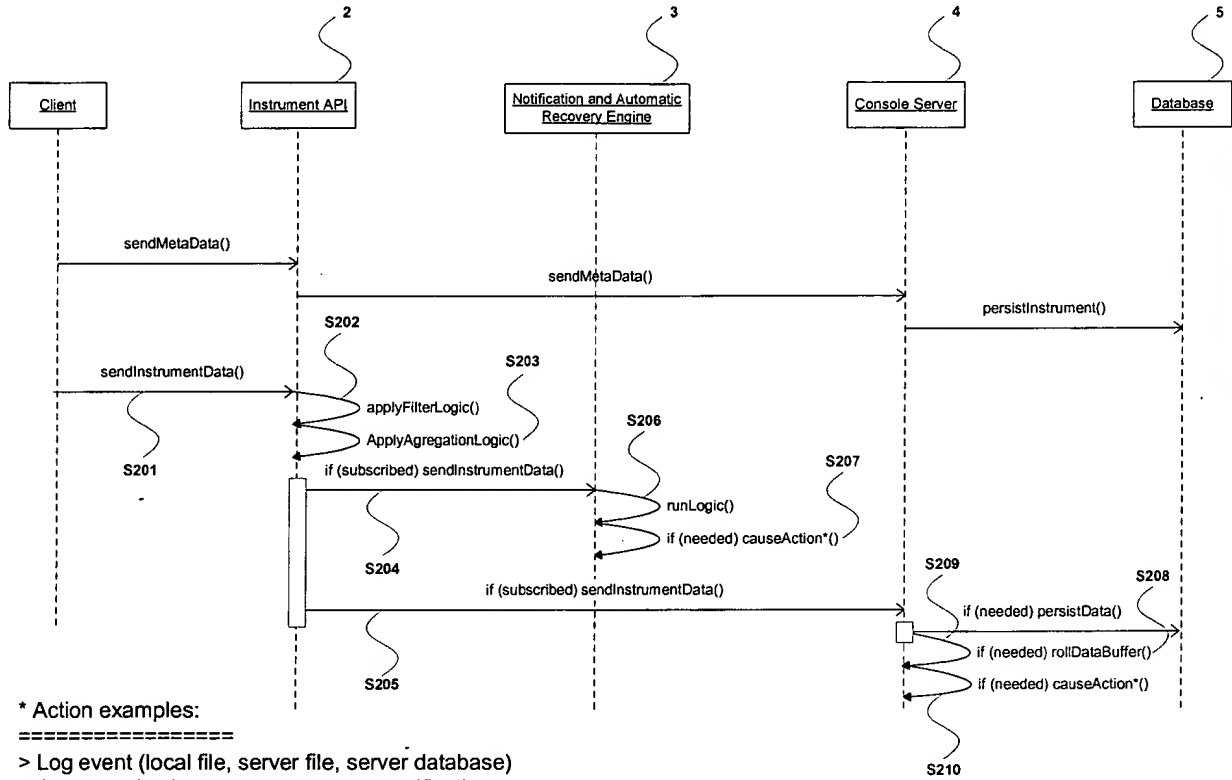 2
3
4
5
Client
Instrument API
Notification and Automatic
Recovery Engine
Console Server
Database
sendMetaData()
sendMetaData()
persistInstrument()
S202
sendInstrumentData()
S203
applyFilterLogic()
S206
ApplyAgregationLogic()
S201
S207
if (subscribed) sendInstrumentData()
runLogic()
if (needed) causeAction*()
S204
S209
S208
if (subscribed) sendInstrumentData()
if (needed) persistData()
if (needed) rollDataBuffer()
S205
if (needed) causeAction*()
* Action examples:
=================
> Log event (local file, server file, server database)
S210